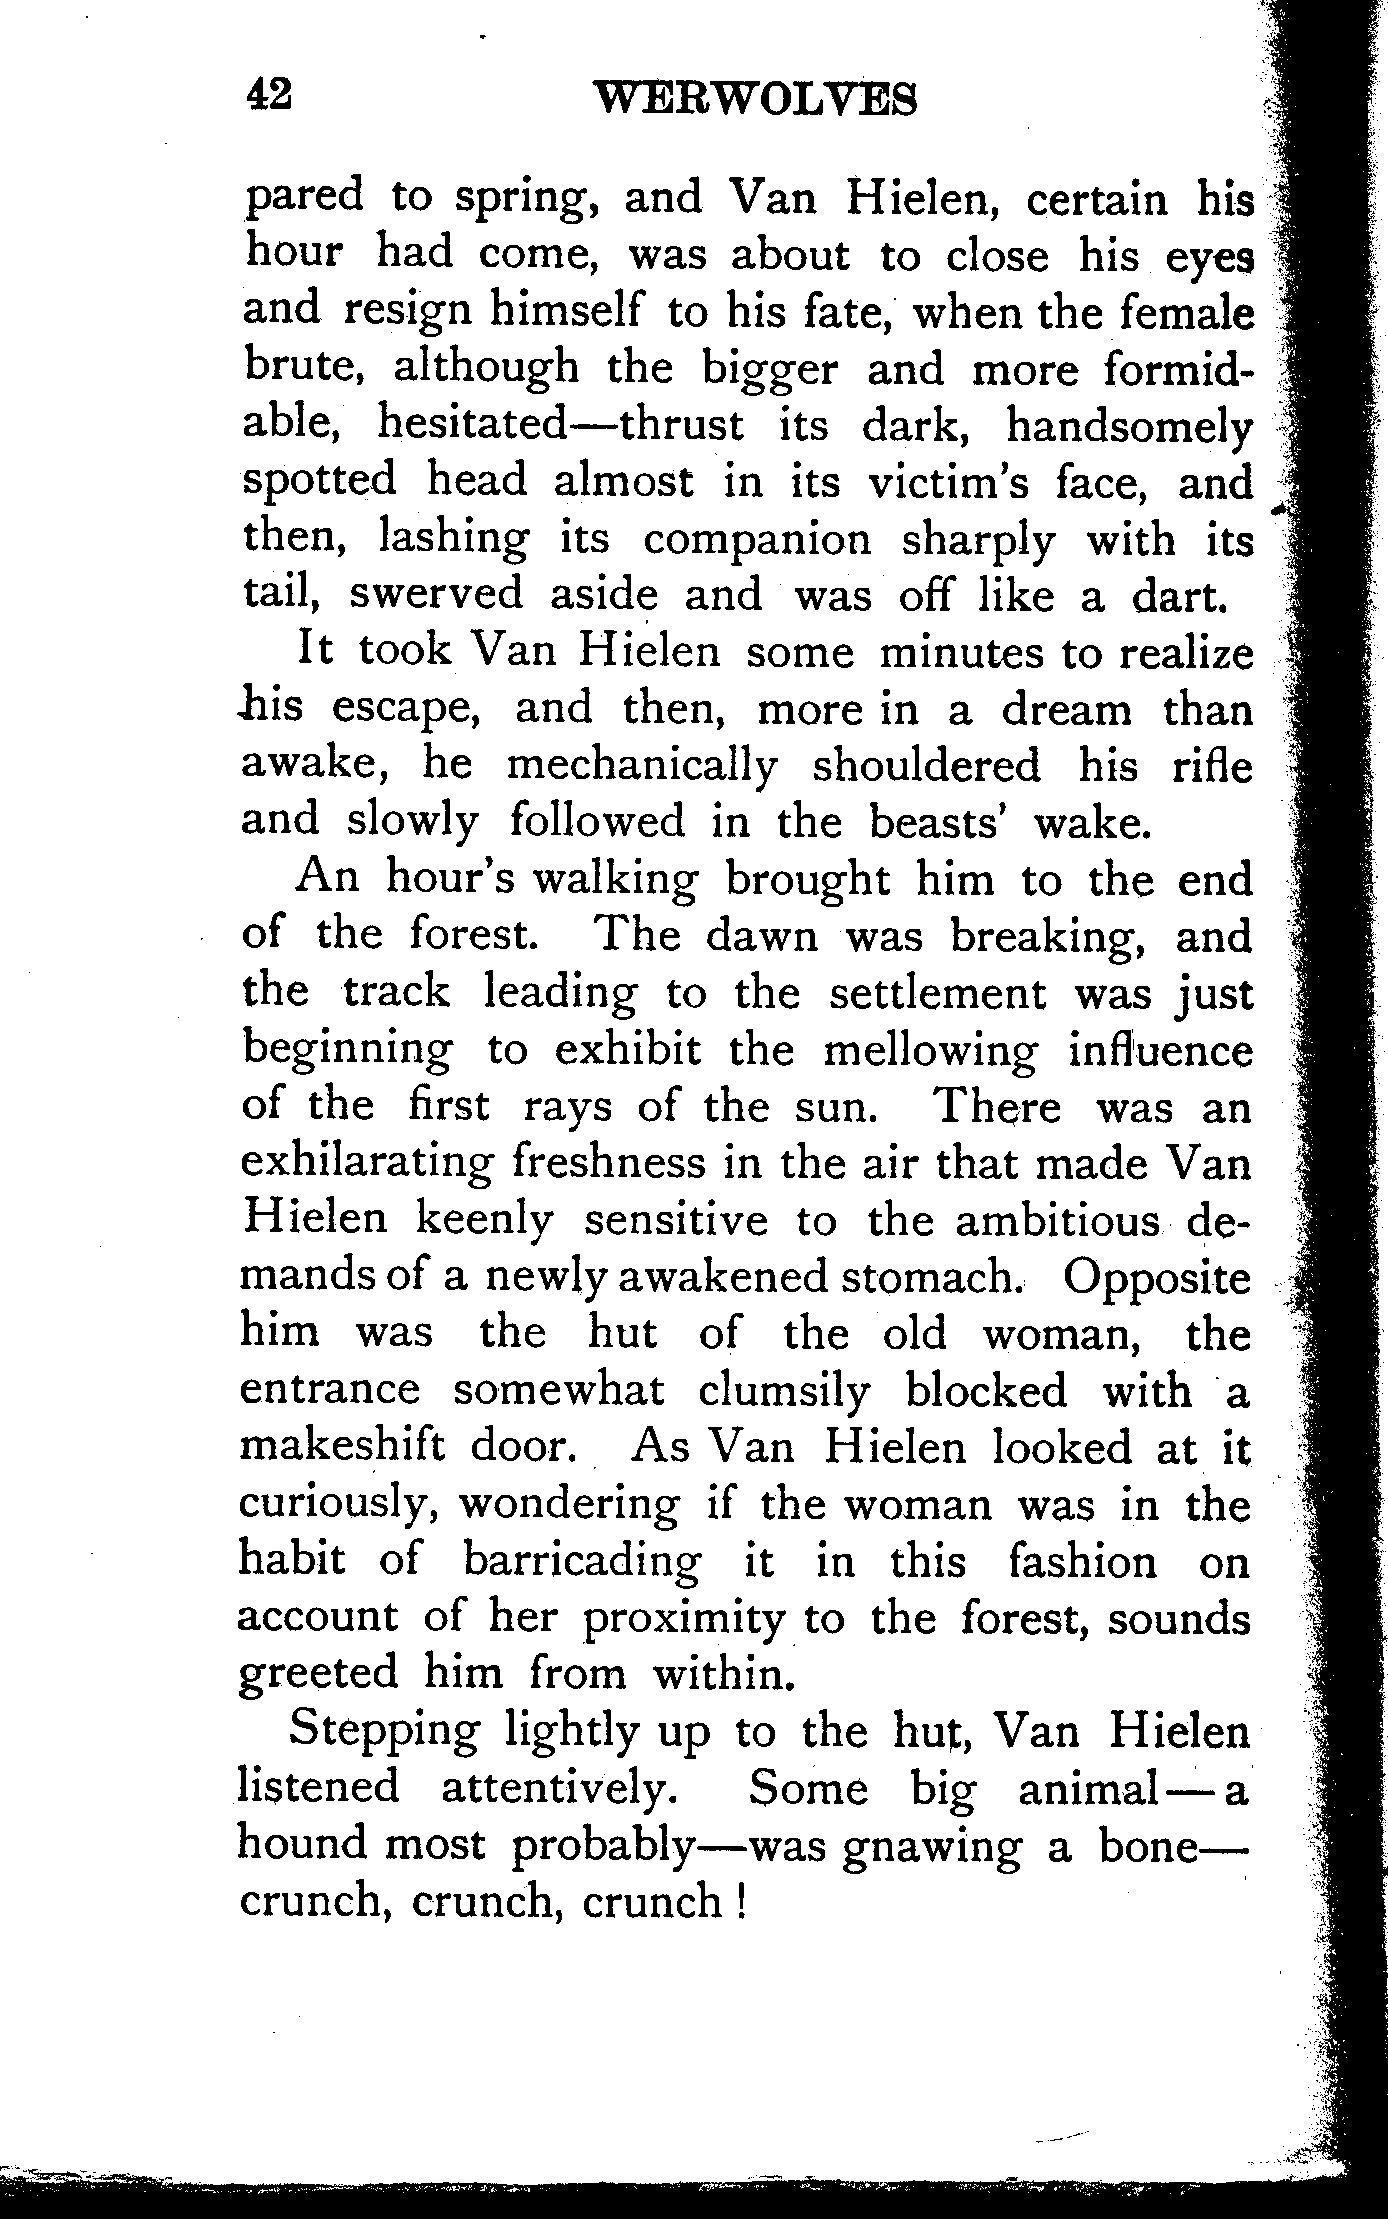 42 WERWOLVES
pared to spring, and Van Hielen, certain his
hour had come, was about to close his eyes
and resign himself to his fate, when the female
brute, although the bigger and more formid-
able, hesitated—thrust its dark, handsomely
spotted head almost in its victim's face, and
then, lashing its companion sharply with its
tail, swerved aside and was off like a dart.
It took Van Hielen some minutes to realize
his escape, and then, more in a dream than
awake, he mechanically shouldered his rifle
and slowly followed in the beasts' wake.
An hour's walking brought him to the end
of the forest. The dawn was breaking, and
the track leading to the settlement was just
beginning to exhibit the mellowing influence
of the first rays of the sun. There was an
exhilarating freshness in the air that made Van
Hielen keenly sensitive to the ambitious de-
mands of a newly awakened stomach. Opposite
him was the hut of the old woman, the
entrance somewhat clumsily blocked with a
makeshift door. As Van Hielen looked at it
curiously, wondering if the woman was in the
habit of barricading it in this fashion on
account of her proximity to the forest, sounds
greeted him from within.
Stepping lightly up to the hut, Van Hielen
listened attentively. Some big animal—a
hound most probably—was gnawing a bone—
crunch, crunch, crunch !